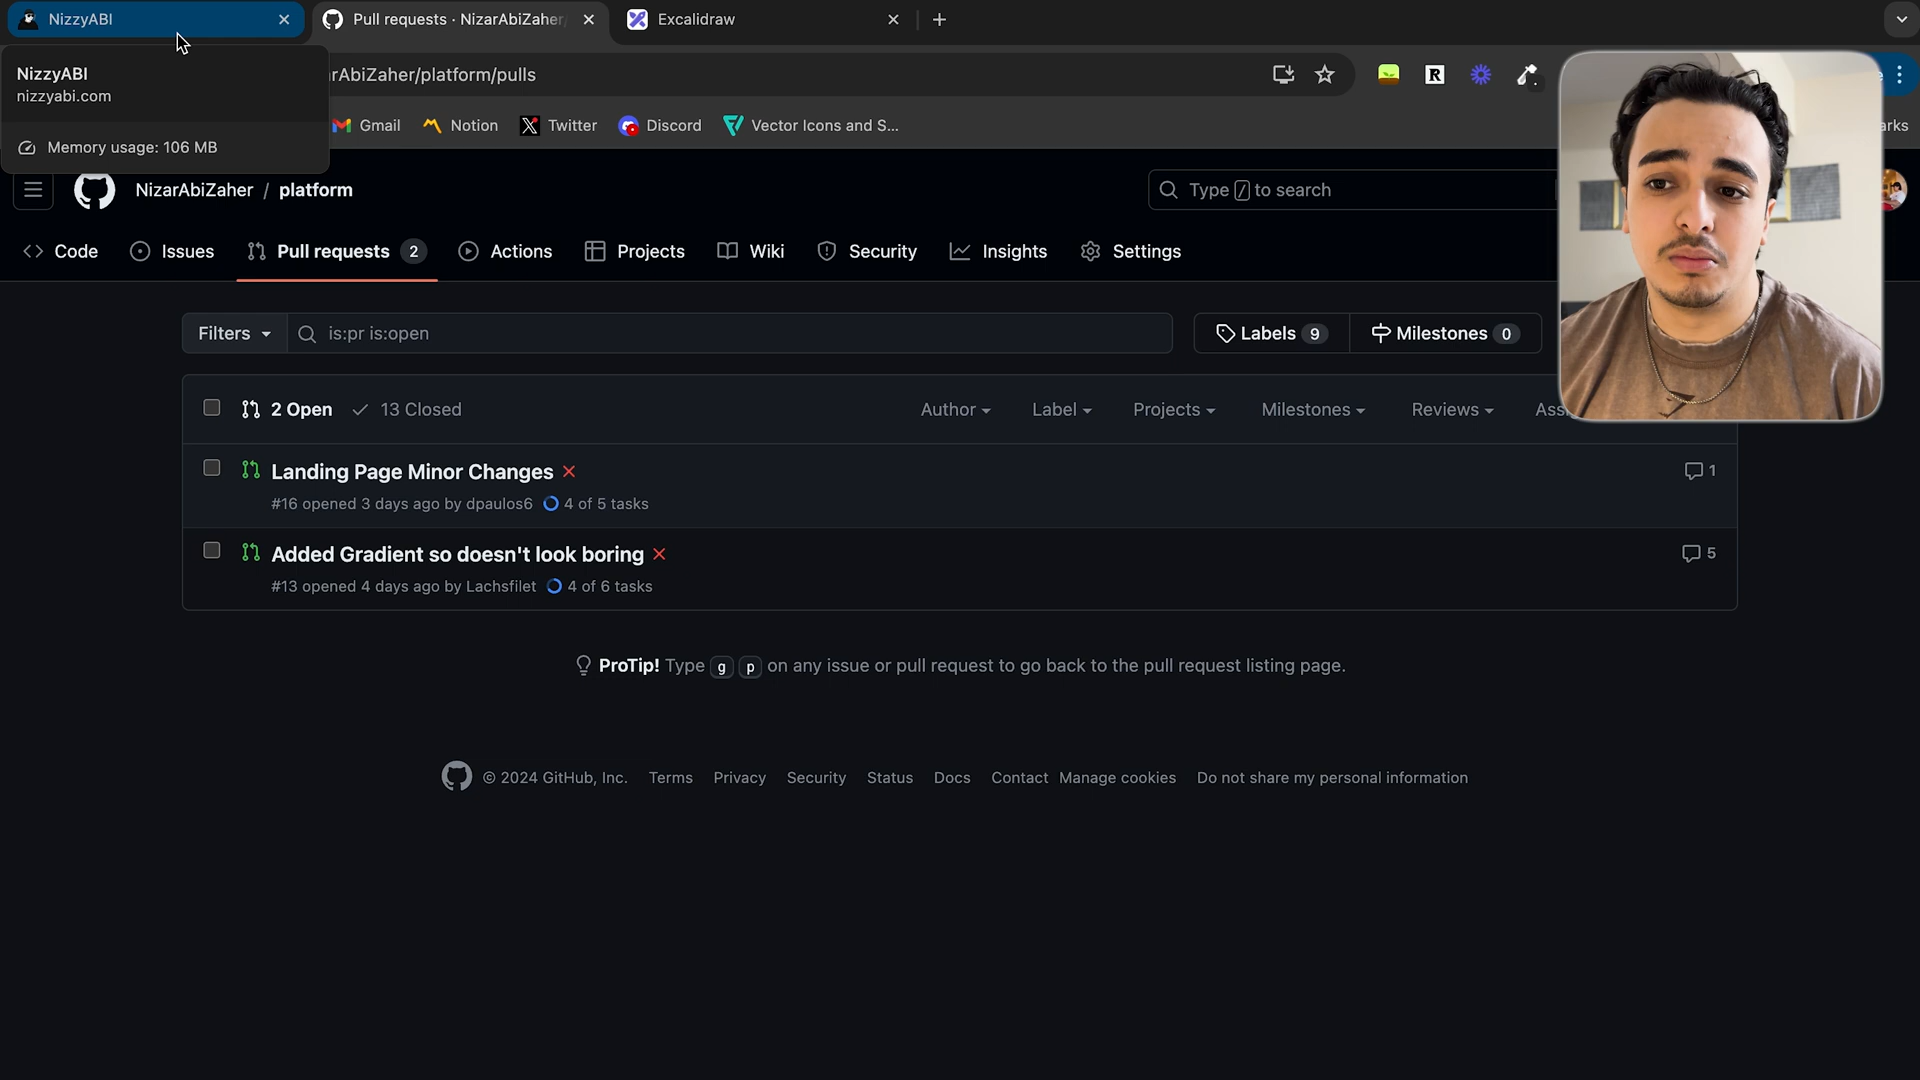 NizzyABI
Pull requests · NizarAbiZaher/
Excalidraw
NizzyABI
nizzyabi.com
Memory usage: 106 MB
rAbiZaher/platform/pulls
Gmail
Notion
Twitter
Discord
Vector Icons and S...
arks
NizarAbiZaher / platform
Type / to search
Code
Issues
Pull requests 2
Actions
Projects
Wiki
Security
Insights
Settings
Filters
is:pr is:open
Labels 9
Milestones 0
2 Open
13 Closed
Author
Label
Projects
Milestones
Reviews
Assi
Landing Page Minor Changes
1
#16 opened 3 days ago by dpaulos6 4 of 5 tasks
Added Gradient so doesn't look boring
5
#13 opened 4 days ago by Lachsfilet 4 of 6 tasks
ProTip! Type g p on any issue or pull request to go back to the pull request listing page.
© 2024 GitHub, Inc. Terms Privacy Security Status Docs Contact Manage cookies Do not share my personal information